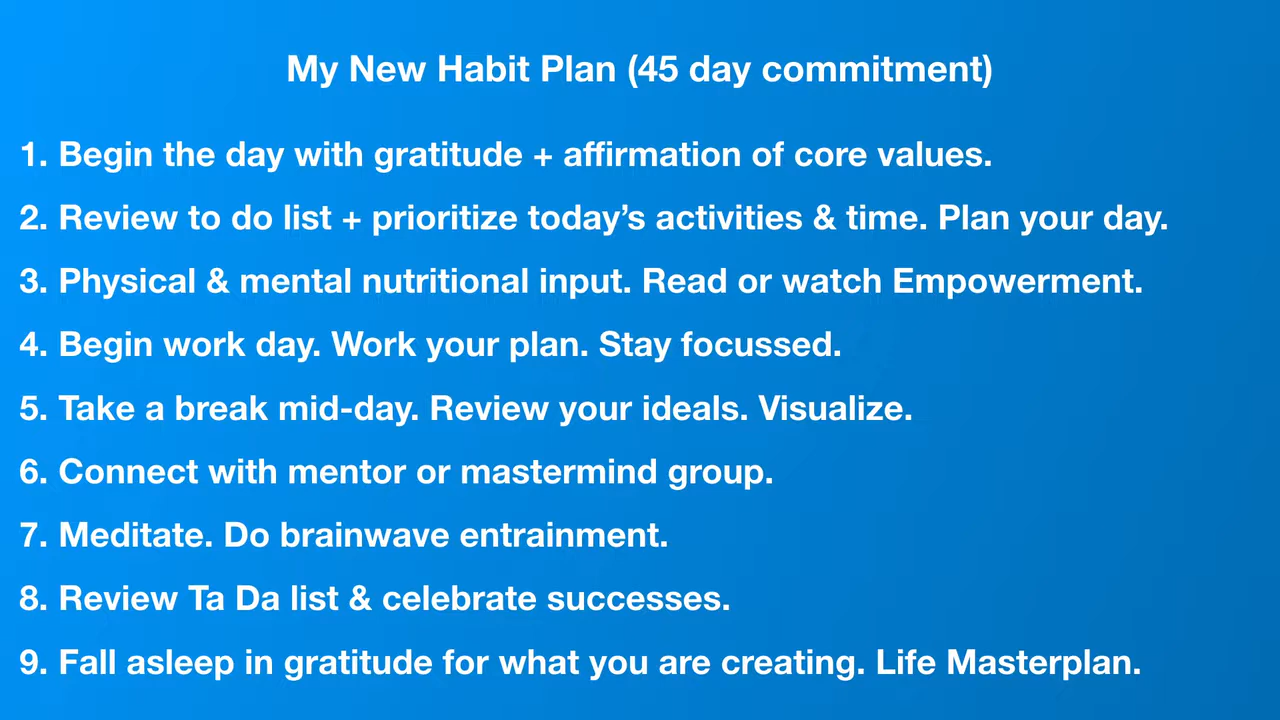 My New Habit Plan (45 day commitment)
1. Begin the day with gratitude + affirmation of core values.
2. Review to do list + prioritize today’s activities & time. Plan your day.
3. Physical & mental nutritional input. Read or watch Empowerment.
4. Begin work day. Work your plan. Stay focussed.
5. Take a break mid-day. Review your ideals. Visualize.
6. Connect with mentor or mastermind group.
7. Meditate. Do brainwave entrainment.
8. Review Ta Da list & celebrate successes.
9. Fall asleep in gratitude for what you are creating. Life Masterplan.